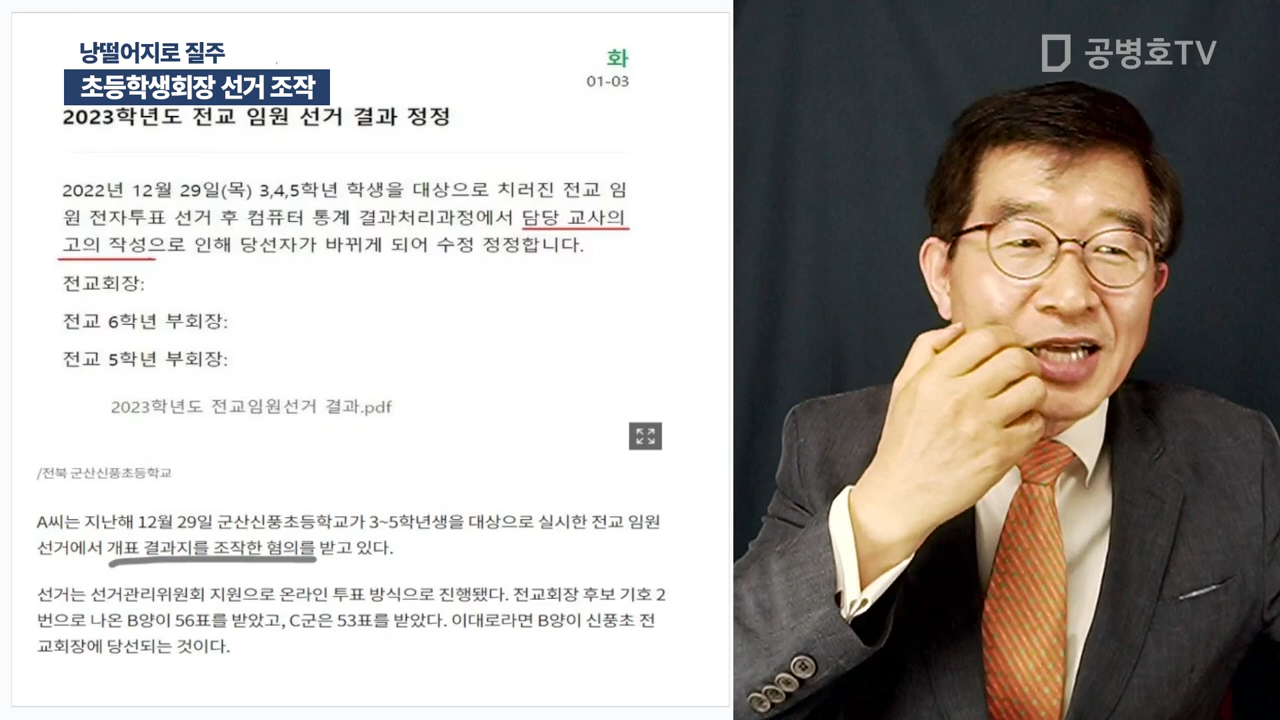 낭떨어지로 질주
초등학생회장 선거 조작
화
01-03
2023학년도 전교 임원 선거 결과 정정
2022년 12월 29일(목) 3,4,5학년 학생을 대상으로 치러진 전교 임
원 전자투표 선거 후 컴퓨터 통계 결과처리과정에서 담당 교사의
고의 작성으로 인해 당선자가 바뀌게 되어 수정 정정합니다.
전교회장:
전교 6학년 부회장:
전교 5학년 부회장:
2023학년도 전교임원선거 결과.pdf
/전북 군산신풍초등학교
A씨는 지난해 12월 29일 군산신풍초등학교가 3~5학년생을 대상으로 실시한 전교 임원
선거에서 개표 결과지를 조작한 혐의를 받고 있다.
선거는 선거관리위원회 지원으로 온라인 투표 방식으로 진행됐다. 전교회장 후보 기호 2
번으로 나온 B양이 56표를 받았고, C군은 53표를 받았다. 이대로라면 B양이 신풍초 전
교회장에 당선되는 것이다.
공병호TV